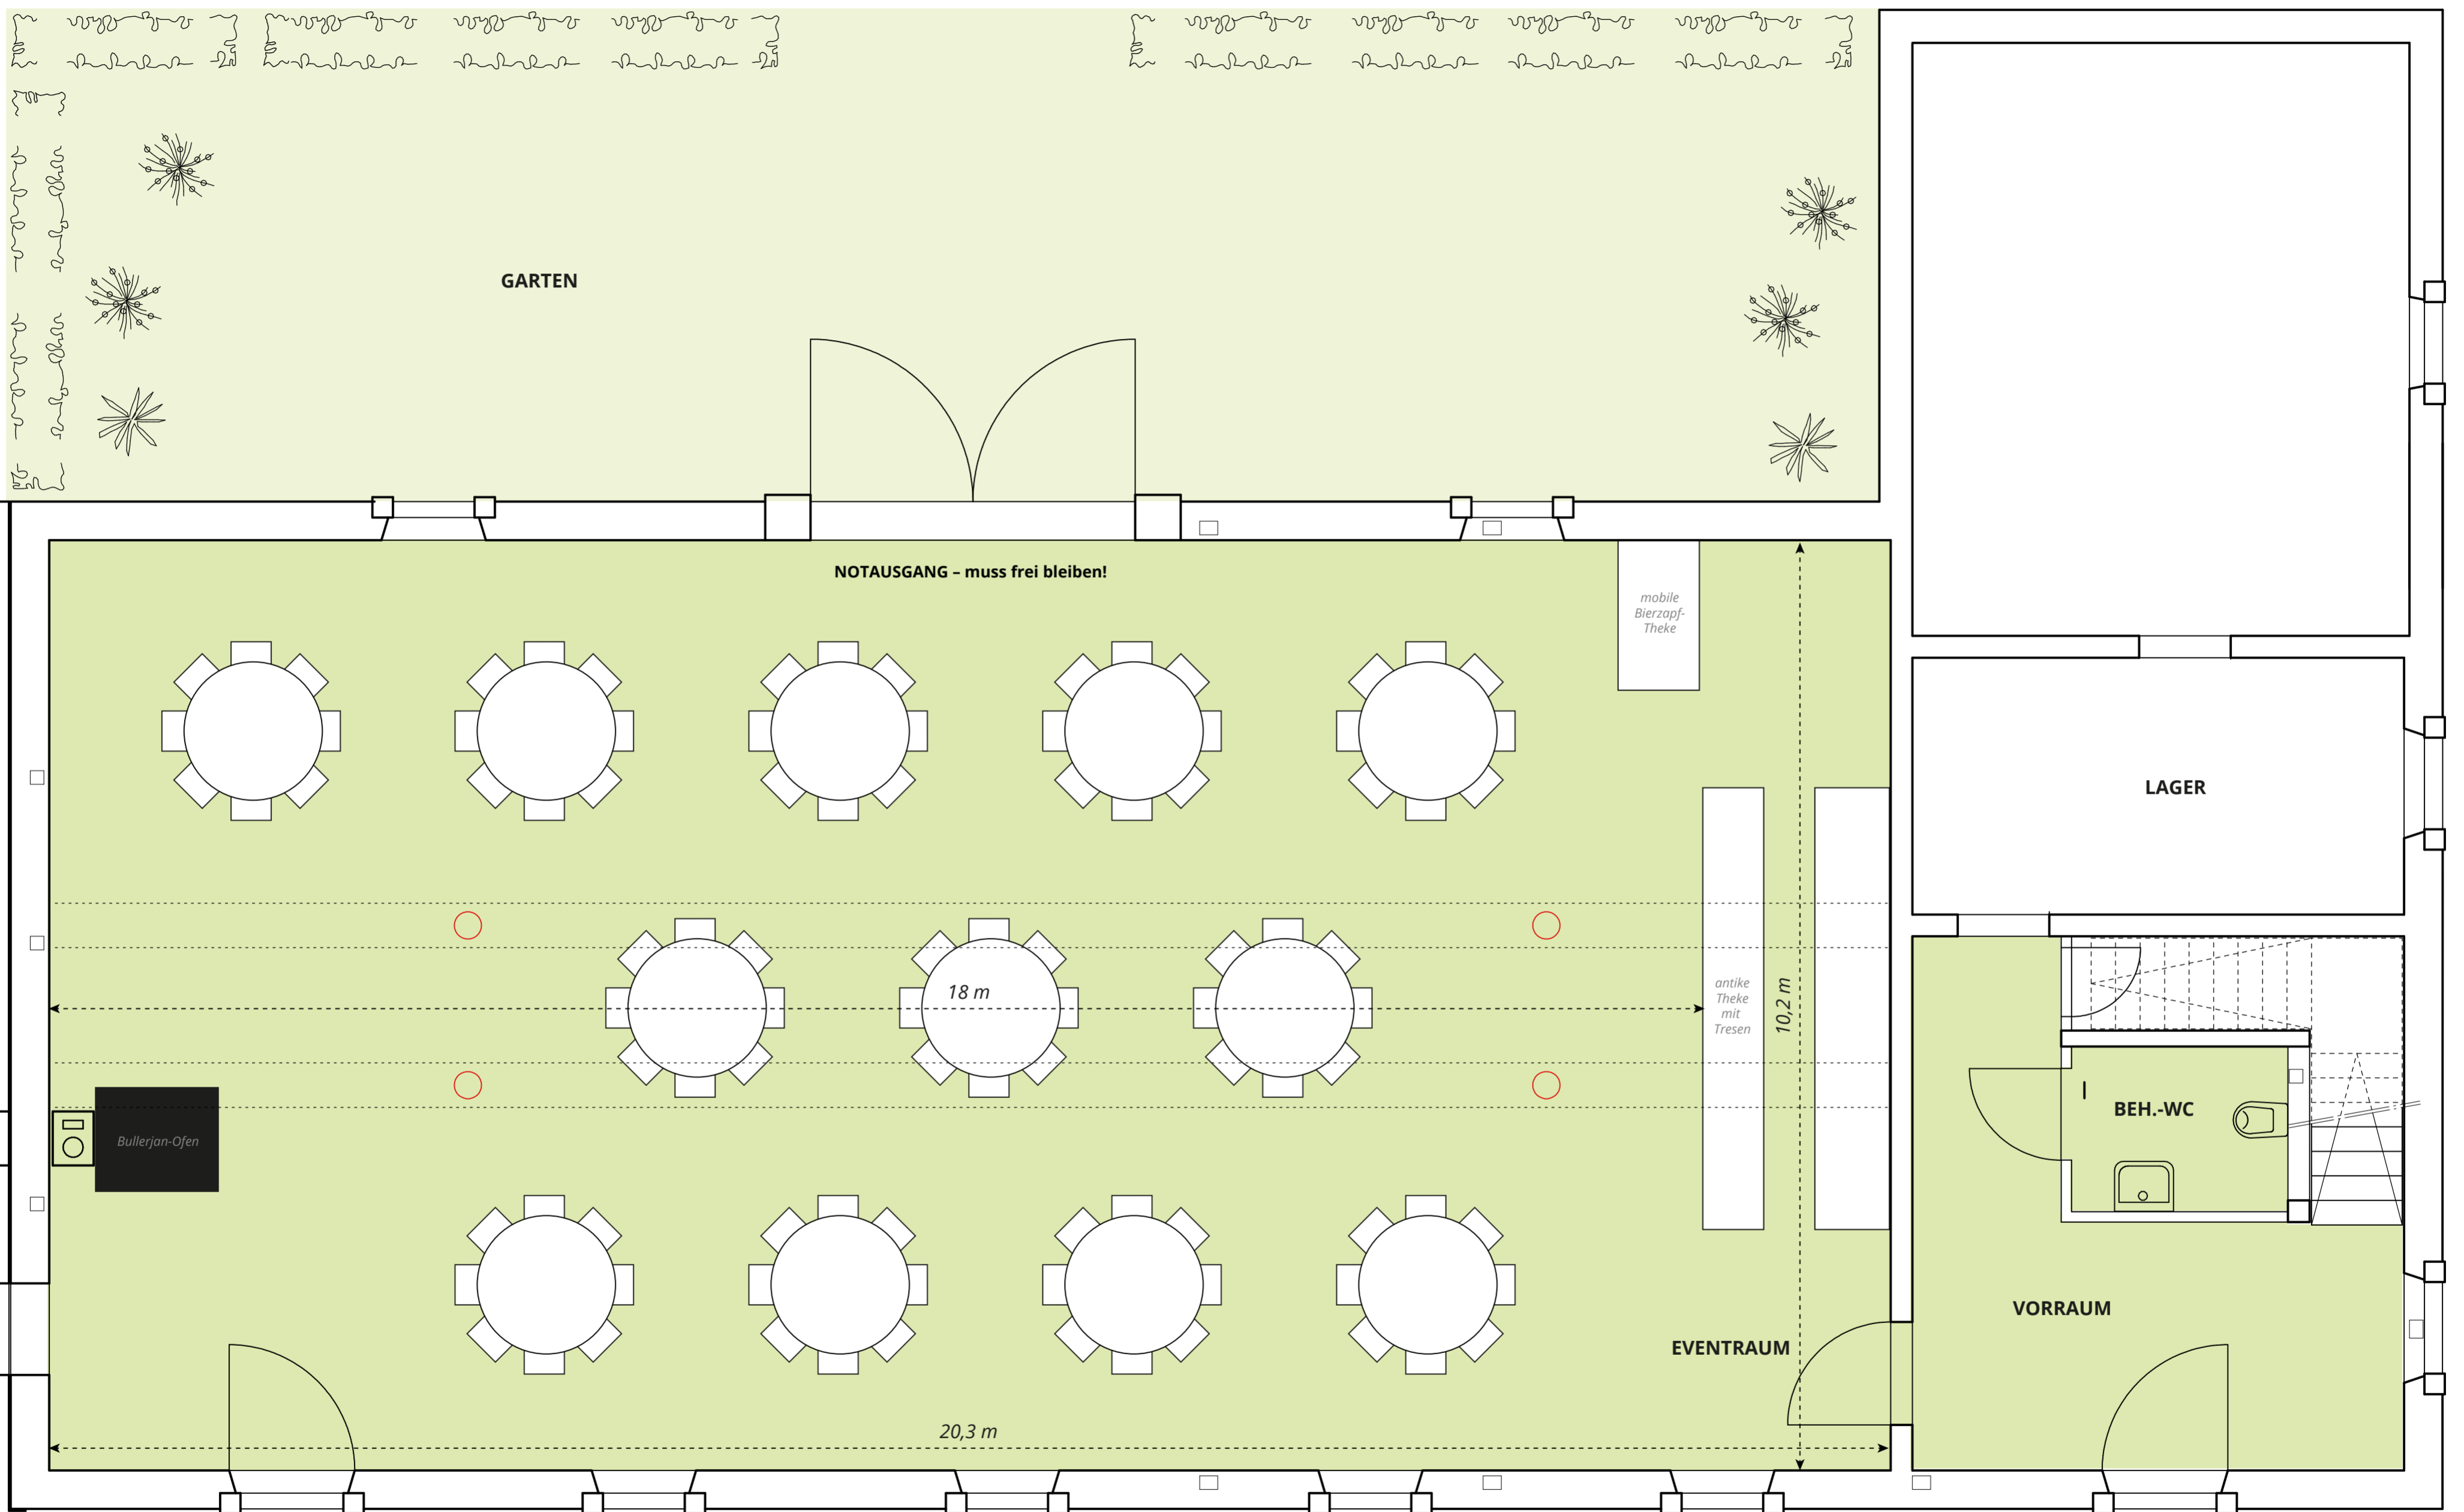 GARTEN
NOTAUSGANG – muss frei bleiben!
mobile
Bierzapf-
Theke
LAGER
18 m
antike
Theke
mit
Tresen
10,2 m
Bullerjan-Ofen
BEH.-WC
VORRAUM
EVENTRAUM
20,3 m